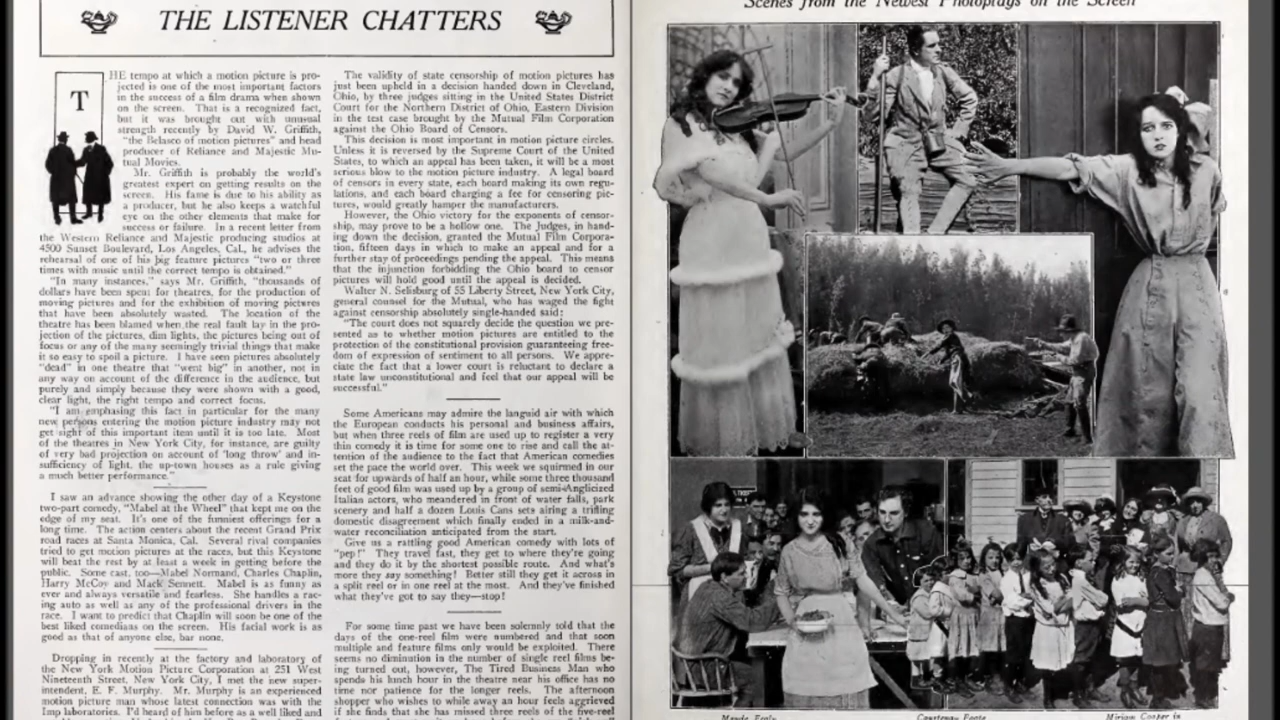 THE LISTENER CHATTERS
THE tempo at which a motion picture is pro-
jected is one of the most important factors
in the success of a film drama when shown
on the screen. That is a recognized fact,
but it was brought out with unusual
strength recently by David W. Griffith,
"the Belasco of motion pictures" and head
producer of Reliance and Majestic Mu-
tual Movies.
Mr. Griffith is probably the world's
greatest expert on getting results on the
screen. His fame is due to his ability as
a producer, but he also keeps a watchful
eye on the other elements that make for
success or failure. In a recent letter from
the Western Reliance and Majestic producing studios at
4500 Sunset Boulevard, Los Angeles, Cal., he advises the
rehearsal of one of his big feature pictures "two or three
times with music until the correct tempo is obtained."
"In many instances," says Mr. Griffith, "thousands of
dollars have been spent for theatres, for the production of
moving pictures and for the exhibition of moving pictures
that have been absolutely wasted. The location of the
theatre has been blamed when the real fault lay in the pro-
jection of the pictures, dim lights, the pictures being out of
focus or any of the many seemingly trivial things that make
it so easy to spoil a picture. I have seen pictures absolutely
"dead" in one theatre that "went big" in another, not in
any way on account of the difference in the audience, but
purely and simply because they were shown with a good,
clear light, the right tempo and correct focus.
"I am emphasing this fact in particular for the many
new persons entering the motion picture industry may not
get sight of this important item until it is too late. Most
of the theatres in New York City, for instance, are guilty
of very bad projection on account of 'long throw' and in-
sufficiency of light, the up-town houses as a rule giving
a much better performance."
I saw an advance showing the other day of a Keystone
two-part comedy, "Mabel at the Wheel" that kept me on the
edge of my seat. It's one of the funniest offerings for a
long time. The action centers about the recent Grand Prix
road races at Santa Monica, Cal. Several rival companies
tried to get motion pictures at the races, but this Keystone
will beat the rest by at least a week in getting before the
public. Some cast, too—Mabel Normand, Charles Chaplin,
Harry McCoy and Mack Sennett. Mabel is as funny as
ever and always versatile and fearless. She handles a rac-
ing auto as well as any of the professional drivers in the
race. I want to predict that Chaplin will soon be one of the
best liked comedians on the screen. His facial work is as
good as that of anyone else, bar none.
Dropping in recently at the factory and laboratory of
the New York Motion Picture Corporation at 251 West
Nineteenth Street, New York City, I met the new super-
intendent, E. F. Murphy. Mr. Murphy is an experienced
motion picture man whose latest connection was with the
Imp laboratories. I'd heard of him before as a well liked and
The validity of state censorship of motion pictures has
just been upheld in a decision handed down in Cleveland,
Ohio, by three judges sitting in the United States District
Court for the Northern District of Ohio, Eastern Division
in the test case brought by the Mutual Film Corporation
against the Ohio Board of Censors.
This decision is most important in motion picture circles.
Unless it is reversed by the Supreme Court of the United
States, to which an appeal has been taken, it will be a most
serious blow to the motion picture industry. A legal board
of censors in every state, each board making its own regu-
lations, and each board charging a fee for censoring pic-
tures, would greatly hamper the manufacturers.
However, the Ohio victory for the exponents of censor-
ship, may prove to be a hollow one. The Judges, in hand-
ing down the decision, granted the Mutual Film Corpora-
tion, fifteen days in which to make an appeal and for a
further stay of proceedings pending the appeal. This means
that the injunction forbidding the Ohio board to censor
pictures will hold good until the appeal is decided.
Walter N. Seligsburg of 55 Liberty Street, New York City,
general counsel for the Mutual, who has waged the fight
against censorship absolutely single-handed said:
"The court does not squarely decide the question we pre-
sented as to whether motion pictures are entitled to the
protection of the constitutional provision guaranteeing free-
dom of expression of sentiment to all persons. We appre-
ciate the fact that a lower court is reluctant to declare a
state law unconstitutional and feel that our appeal will be
successful."
Some Americans may admire the languid air with which
the European conducts his personal and business affairs,
but when three reels of film are used up to register a very
thin comedy it is time for some one to rise and call the at-
tention of the audience to the fact that American comedies
set the pace the world over. This week we squirmed in our
seat for upwards of half an hour, while some three thousand
feet of good film was used up by a group of semi-Anglicized
Italian actors, who meandered in front of water falls, park
scenery and half a dozen Louis Cans sets airing a trifling
domestic disagreement which finally ended in a milk-and-
water reconciliation anticipated from the start.
Give us a rattling good American comedy with lots of
"pep!" They travel fast, they get to where they're going
and they do it by the shortest possible route. And what's
more they say something! Better still they get it across in
a split reel or in one reel at the most. And they've finished
what they've got to say they—stop!
For some time past we have been solemnly told that the
days of the one-reel film were numbered and that soon
multiple and feature films only would be exploited. There
seems no diminution in the number of single reel films be-
ing turned out, however, The Tired Business Man who
spends his lunch hour in the theatre near his office has no
time nor patience for the longer reels. The afternoon
shopper who wishes to while away an hour feels aggrieved
if she finds that she has missed three reels of the five-reel
Scenes from the Newest Photoplays on the Screen
Maude Fealy
Courtenay Foote
Miriam Cooper in